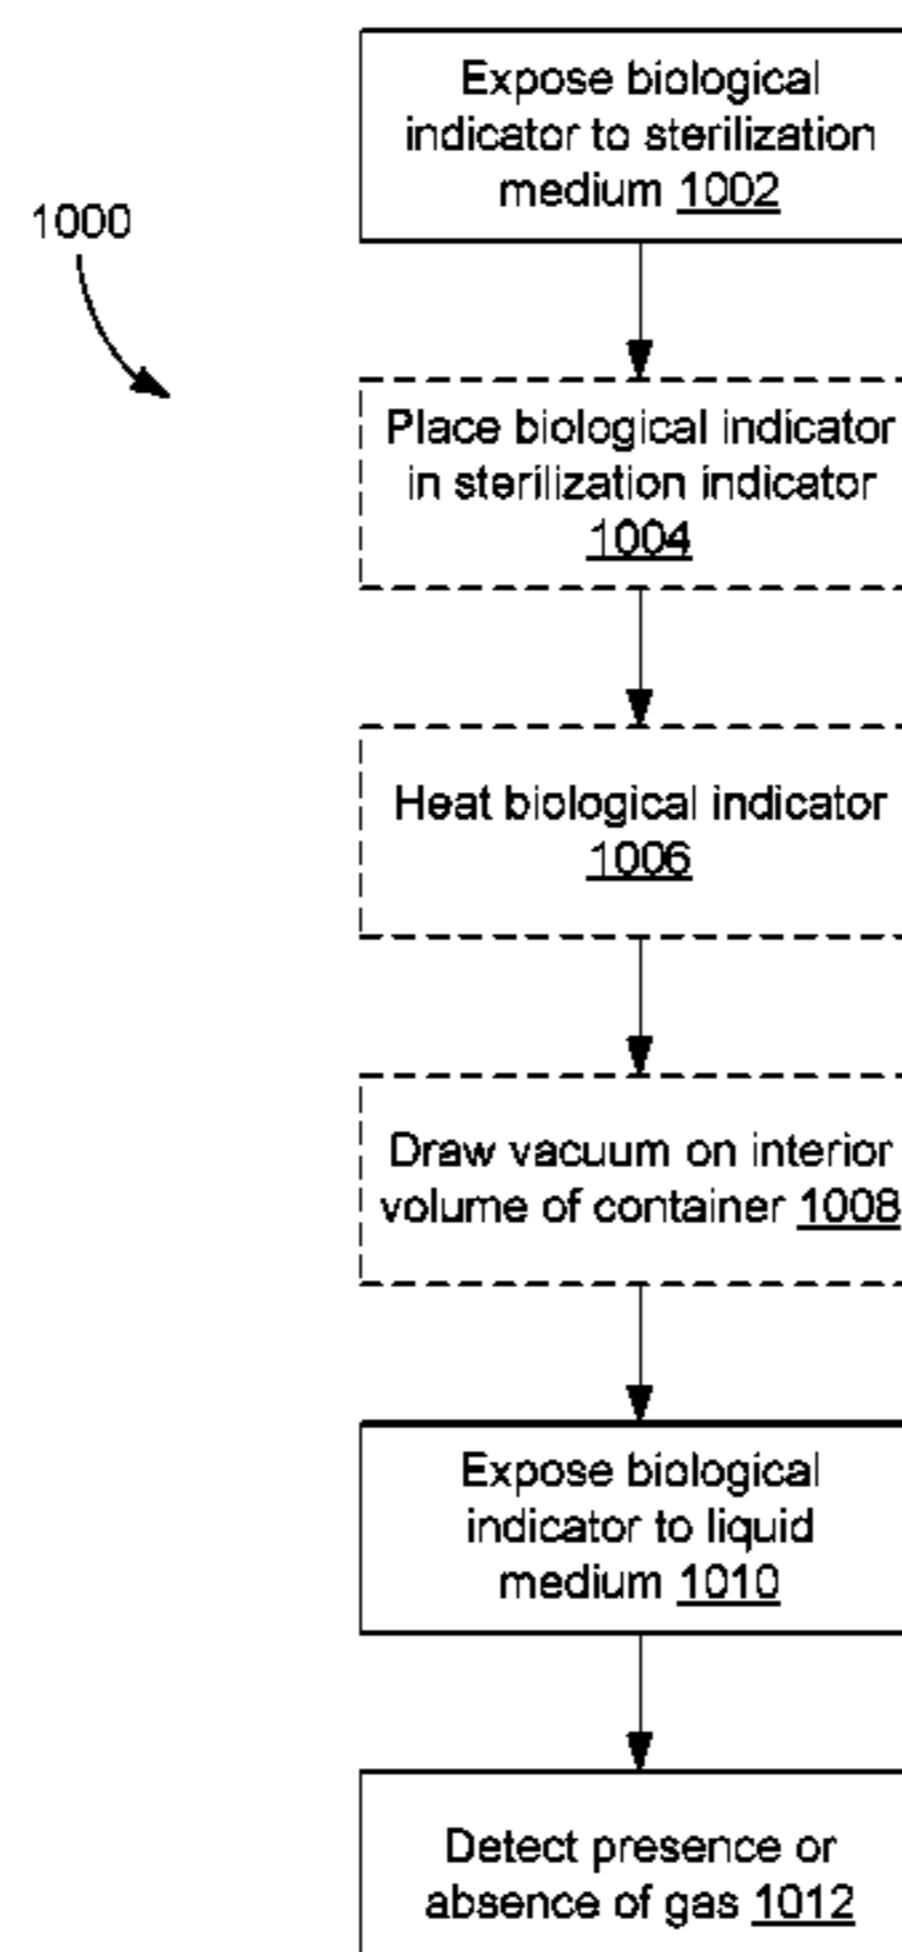 Expose biological
indicator to sterilization
medium 1002
1000
Place biological indicator
in sterilization indicator
1004
Heat biological indicator
1006
Draw vacuum on interior
volume of container 1008
Expose biological
indicator to liquid
medium 1010
Detect presence or
absence of gas 1012